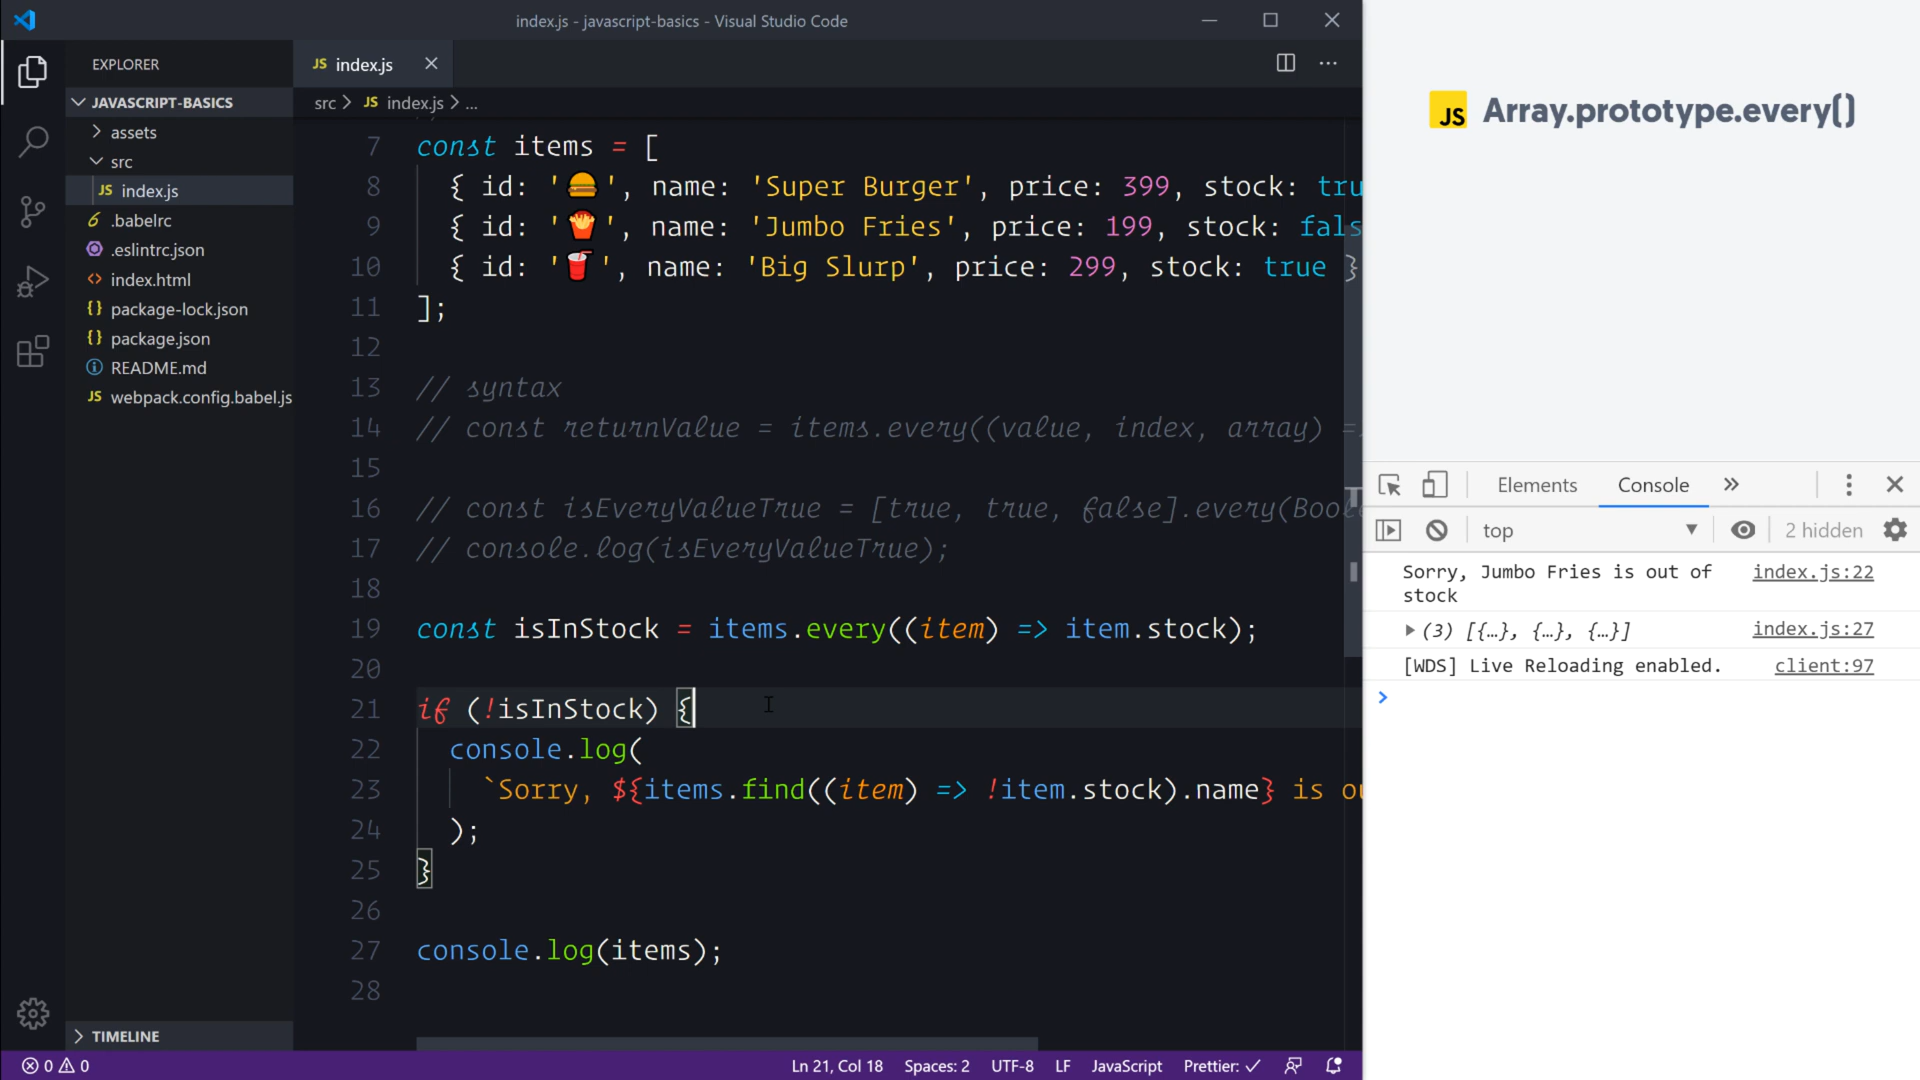 index.js - javascript-basics - Visual Studio Code
EXPLORER
JAVASCRIPT-BASICS
assets
src
JS index.js
.babelrc
.eslintrc.json
index.html
package-lock.json
package.json
README.md
JS webpack.config.babel.js
TIMELINE
JS index.js
src > JS index.js > ...
7 const items = [
8 { id: '🍔', name: 'Super Burger', price: 399, stock: tru
9 { id: '🍟', name: 'Jumbo Fries', price: 199, stock: fals
10 { id: '🥤', name: 'Big Slurp', price: 299, stock: true }
11 ];
12
13 // syntax
14 // const returnValue = items.every((value, index, array) =
15
16 // const isEveryValueTrue = [true, true, false].every(Boole
17 // console.log(isEveryValueTrue);
18
19 const isInStock = items.every((item) => item.stock);
20
21 if (!isInStock) {
22 console.log(
23 `Sorry, ${items.find((item) => !item.stock).name} is ou
24 );
25 }
26
27 console.log(items);
28
0 0
Ln 21, Col 18 Spaces: 2 UTF-8 LF JavaScript Prettier: ✓
JS Array.prototype.every()
Elements Console »
top 2 hidden
Sorry, Jumbo Fries is out of stock index.js:22
(3) [{…}, {…}, {…}] index.js:27
[WDS] Live Reloading enabled. client:97